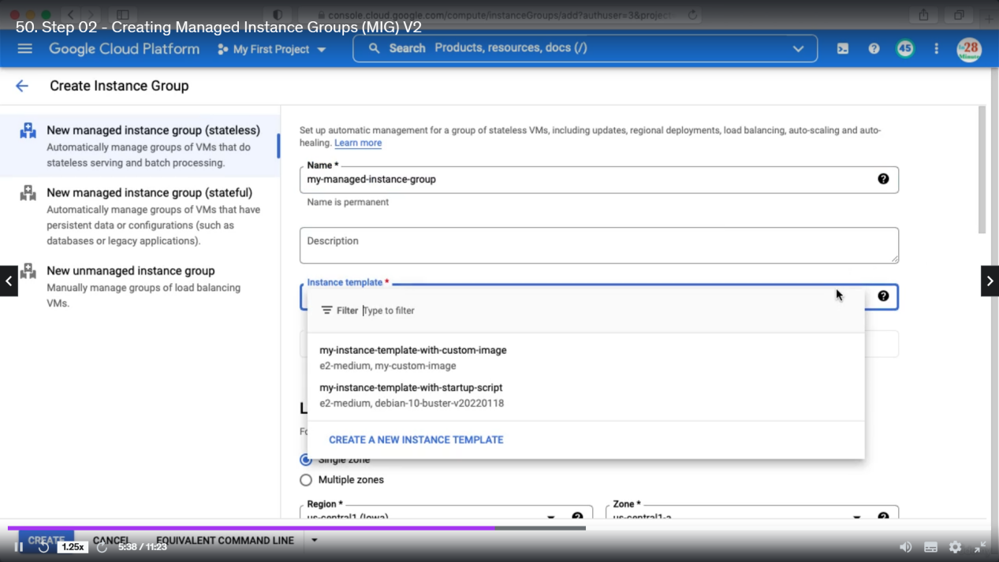 console.cloud.google.com/compute/instanceGroups/add?authuser=3&project
50. Step 02 - Creating Managed Instance Groups (MIG) V2
Google Cloud Platform
My First Project
Search Products, resources, docs (/)
45
28
Minutes
Create Instance Group
New managed instance group (stateless)
Automatically manage groups of VMs that do
stateless serving and batch processing.
New managed instance group (stateful)
Automatically manage groups of VMs that have
persistent data or configurations (such as
databases or legacy applications).
New unmanaged instance group
Manually manage groups of load balancing
VMs.
Set up automatic management for a group of stateless VMs, including updates, regional deployments, load balancing, auto-scaling and auto-
healing. Learn more
Name *
my-managed-instance-group
Name is permanent
Description
Instance template *
Filter Type to filter
my-instance-template-with-custom-image
e2-medium, my-custom-image
my-instance-template-with-startup-script
e2-medium, debian-10-buster-v20220118
CREATE A NEW INSTANCE TEMPLATE
Single zone
Multiple zones
Region *
us-central1 (Iowa)
Zone *
us-central1-a
CREATE
CANCEL
EQUIVALENT COMMAND LINE
1.25x
5:38 / 11:23